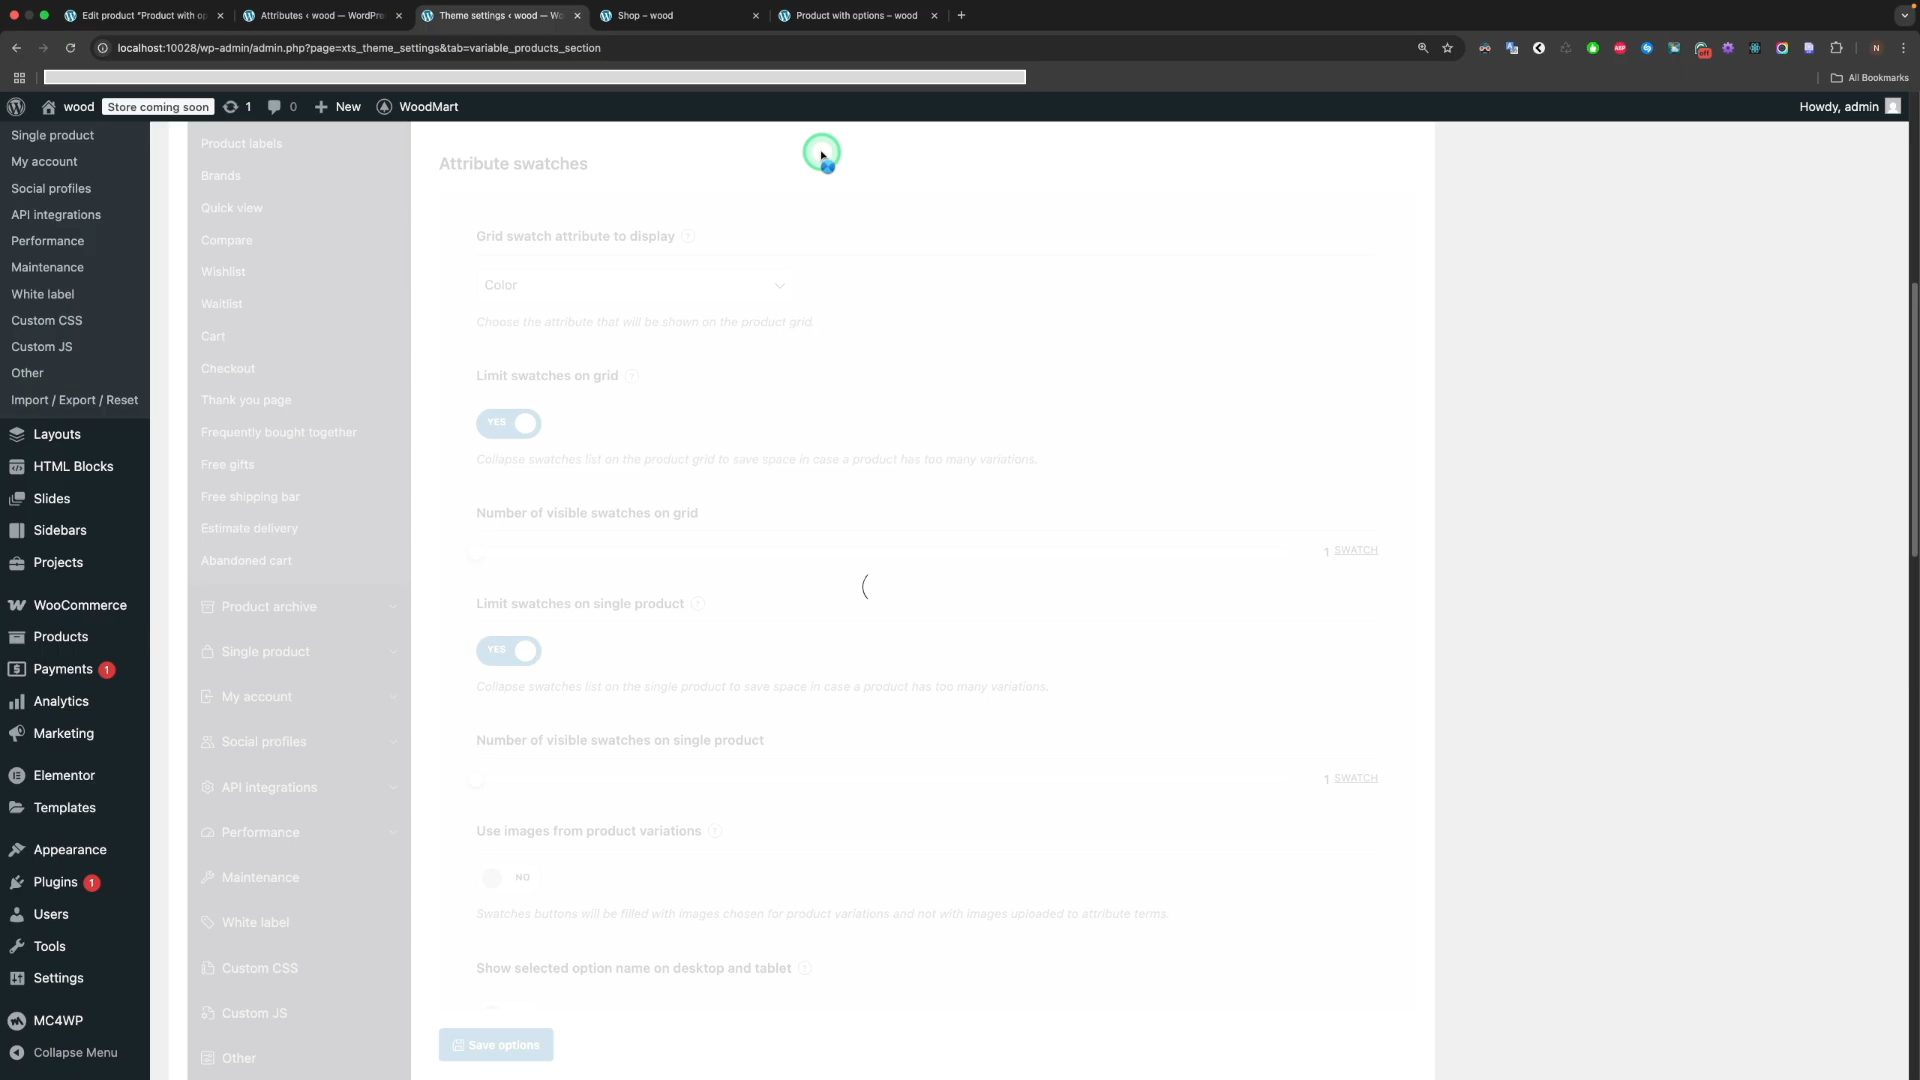 Edit product "Product with op
Attributes ‹ wood — WordPre
Theme settings ‹ wood — Wo
Shop – wood
Product with options – wood
localhost:10028/wp-admin/admin.php?page=xts_theme_settings&tab=variable_products_section
All Bookmarks
wood
Store coming soon
1
0
New
WoodMart
Howdy, admin
Single product
My account
Social profiles
API integrations
Performance
Maintenance
White label
Custom CSS
Custom JS
Other
Import / Export / Reset
Layouts
HTML Blocks
Slides
Sidebars
Projects
WooCommerce
Products
Payments 1
Analytics
Marketing
Elementor
Templates
Appearance
Plugins 1
Users
Tools
Settings
MC4WP
Collapse Menu
Product labels
Brands
Quick view
Compare
Wishlist
Waitlist
Cart
Checkout
Thank you page
Frequently bought together
Free gifts
Free shipping bar
Estimate delivery
Abandoned cart
Product archive
Single product
My account
Social profiles
API integrations
Performance
Maintenance
White label
Custom CSS
Custom JS
Other
Attribute swatches
Grid swatch attribute to display ?
Color
Choose the attribute that will be shown on the product grid.
Limit swatches on grid ?
YES
Collapse swatches list on the product grid to save space in case a product has too many variations.
Number of visible swatches on grid
1 SWATCH
Limit swatches on single product ?
YES
Collapse swatches list on the single product to save space in case a product has too many variations.
Number of visible swatches on single product
1 SWATCH
Use images from product variations ?
NO
Swatches buttons will be filled with images chosen for product variations and not with images uploaded to attribute terms.
Show selected option name on desktop and tablet ?
Save options